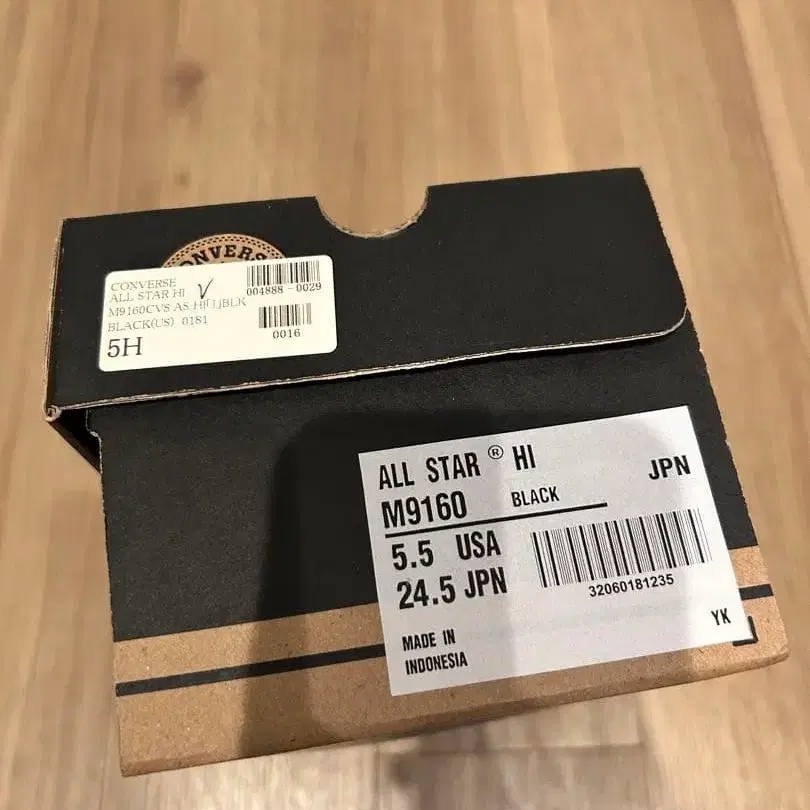 CONVERS
CONVERSE
ALL STAR HI V
M9160CVS AS HI[1]BLK
BLACK(US) 0181
5H
004888-0029
0016
ALL STAR ® HI
JPN
M9160 BLACK
5.5 USA
24.5 JPN
32060181235
MADE IN
INDONESIA
YK